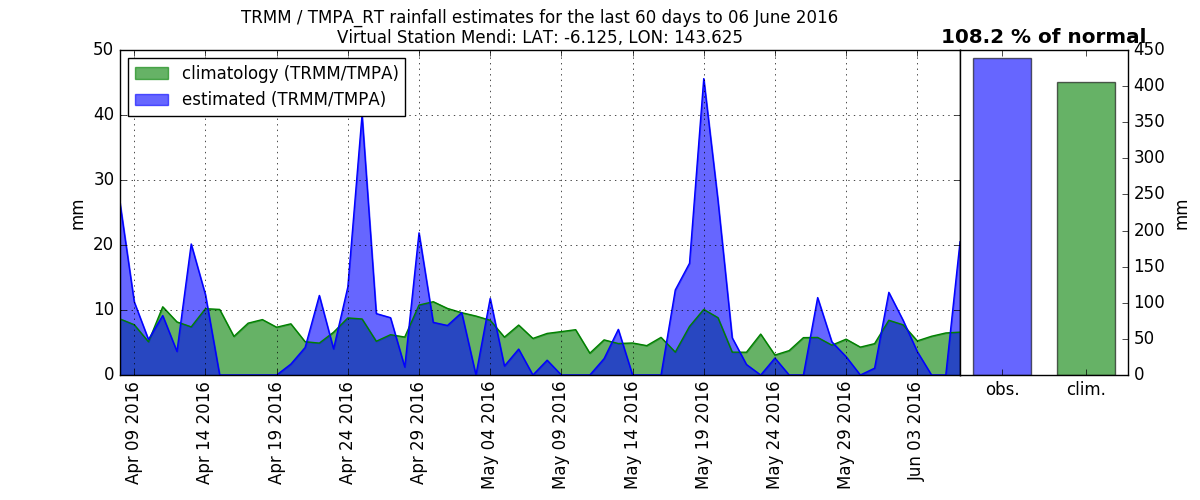 TRMM / TMPA_RT rainfall estimates for the last 60 days to 06 June 2016
Virtual Station Mendi: LAT: -6.125, LON: 143.625
108.2 % of normal
climatology (TRMM/TMPA)
estimated (TRMM/TMPA)
50
40
30
20
10
0
mm
Apr 09 2016
Apr 14 2016
Apr 19 2016
Apr 24 2016
Apr 29 2016
May 04 2016
May 09 2016
May 14 2016
May 19 2016
May 24 2016
May 29 2016
Jun 03 2016
obs.
clim.
450
400
350
300
250
200
150
100
50
0
mm